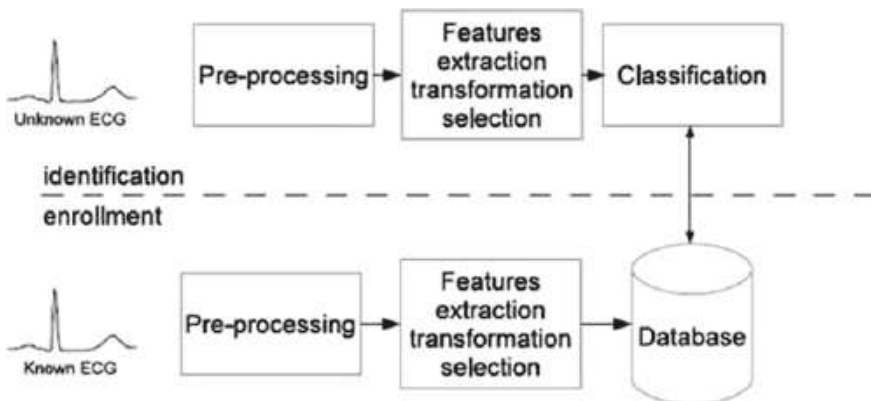 Unknown ECG
Pre-processing
Features
extraction
transformation
selection
Classification
identification
enrollment
Known ECG
Pre-processing
Features
extraction
transformation
selection
Database